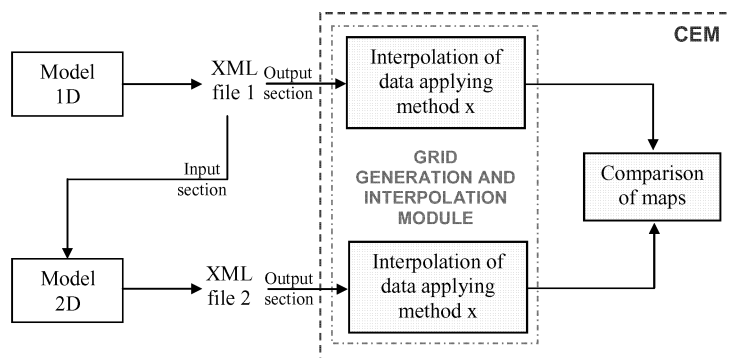 CEM
Model
1D
XML
file 1
Output
section
Interpolation of
data applying
method x
Input
section
GRID
GENERATION AND
INTERPOLATION
MODULE
Comparison
of maps
Model
2D
XML
file 2
Output
section
Interpolation of
data applying
method x